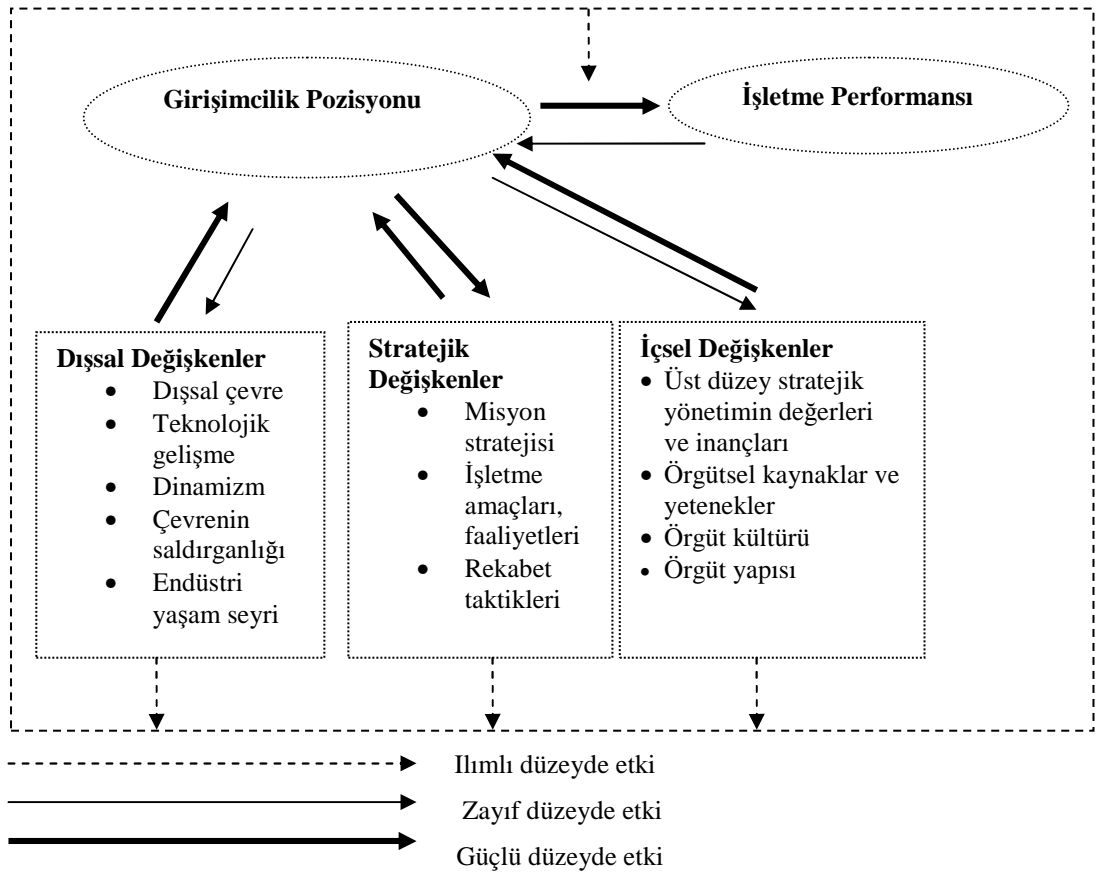 Girişimcilik Pozisyonu
İşletme Performansı
Dışsal Değişkenler
• Dışsal çevre
• Teknolojik
gelişme
• Dinamizm
• Çevrenin
saldırganlığı
• Endüstri
yaşam seyri
Stratejik
Değişkenler
• Misyon
stratejisi
• İşletme
amaçları,
faaliyetleri
• Rekabet
taktikleri
İçsel Değişkenler
• Üst düzey stratejik
yönetimin değerleri
ve inançları
• Örgütsel kaynaklar ve
yetenekler
• Örgüt kültürü
• Örgüt yapısı
Ilımlı düzeyde etki
Zayıf düzeyde etki
Güçlü düzeyde etki